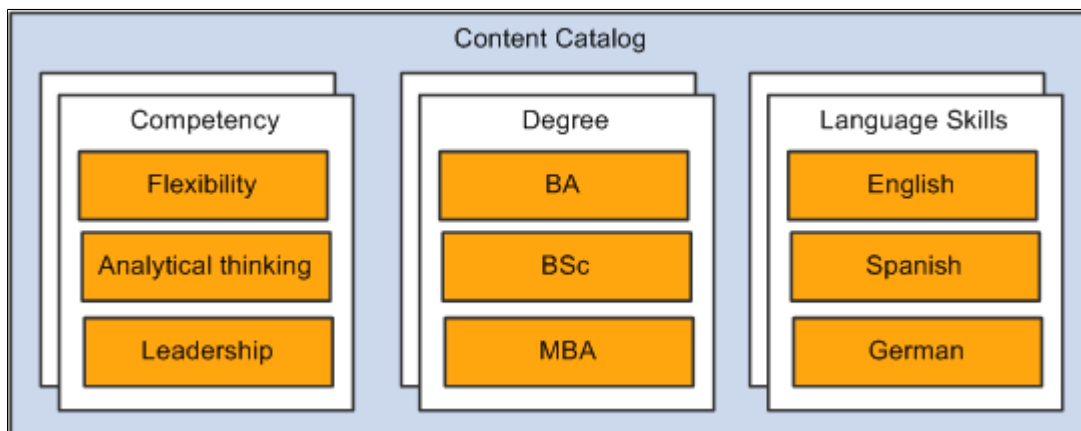 Content Catalog
Competency
Flexibility
Analytical thinking
Leadership
Degree
BA
BSc
MBA
Language Skills
English
Spanish
German